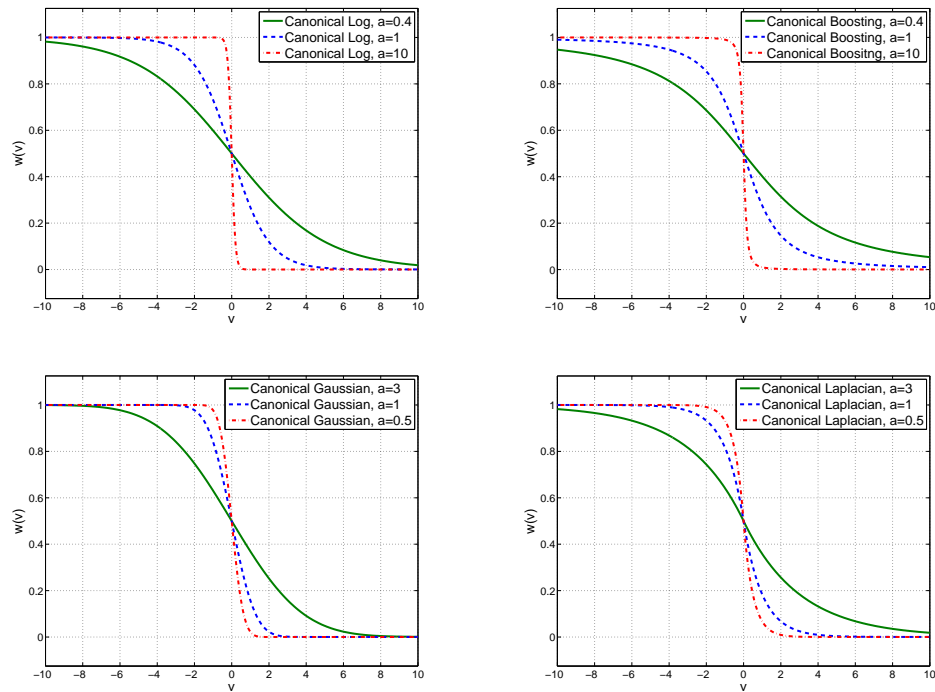 Canonical Log, a=0.4
Canonical Log, a=1
Canonical Log, a=10
1
0.8
0.6
0.4
0.2
0
w(v)
−10 −8 −6 −4 −2 0 2 4 6 8 10
v
Canonical Boosting, a=0.4
Canonical Boosting, a=1
Canonical Boositng, a=10
1
0.8
0.6
0.4
0.2
0
w(v)
−10 −8 −6 −4 −2 0 2 4 6 8 10
v
Canonical Gaussian, a=3
Canonical Gaussian, a=1
Canonical Gaussian, a=0.5
1
0.8
0.6
0.4
0.2
0
w(v)
−10 −8 −6 −4 −2 0 2 4 6 8 10
v
Canonical Laplacian, a=3
Canonical Laplacian, a=1
Canonical Laplacian, a=0.5
1
0.8
0.6
0.4
0.2
0
w(v)
−10 −8 −6 −4 −2 0 2 4 6 8 10
v